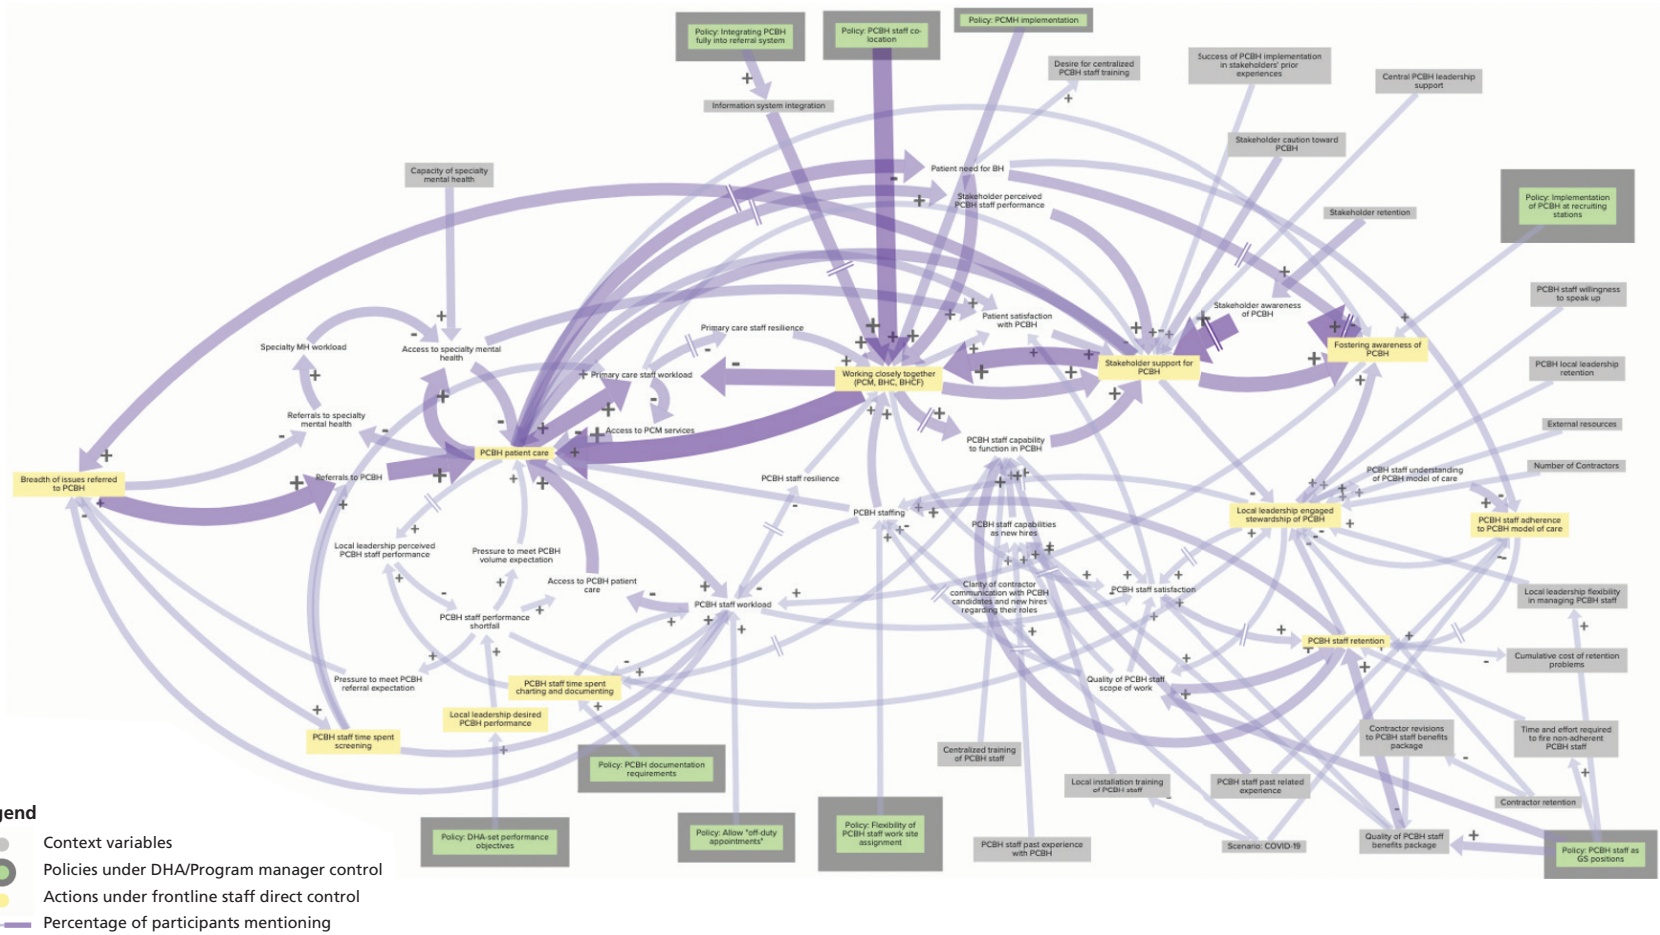 Policy: Integrating PCBH
fully into referral system
Policy: PCBH staff co-
location
Policy: PCMH implementation
Desire for centralized
PCBH staff training
Success of PCBH implementation
in stakeholders' prior
experiences
Central PCBH leadership
support
Information system integration
Stakeholder caution toward
PCBH
Capacity of specialty
mental health
Patient need for BH
Stakeholder perceived
PCBH staff performance
Stakeholder retention
Policy: Implementation
of PCBH at recruiting
stations
PCBH staff willingness
to speak up
Stakeholder awareness
of PCBH
Patient satisfaction
with PCBH
Primary care staff resilience
Specialty MH workload
Access to specialty mental
health
Fostering awareness of
PCBH
Stakeholder support for
PCBH
PCBH local leadership
retention
Primary care staff workload
Working closely together
(PCM, BHC, BHCF)
Referrals to specialty
mental health
Access to PCM services
External resources
PCBH staff capability
to function in PCBH
PCBH patient care
Number of Contractors
Breadth of issues referred
to PCBH
Referrals to PCBH
PCBH staff resilience
PCBH staff understanding
of PCBH model of care
PCBH staffing
Local leadership engaged
stewardship of PCBH
PCBH staff adherence
to PCBH model of care
PCBH staff capabilities
as new hires
Local leadership perceived
PCBH staff performance
Pressure to meet PCBH
volume expectation
Access to PCBH patient
care
Clarity of contractor
communication with PCBH
candidates and new hires
regarding their roles
PCBH staff satisfaction
Local leadership flexibility
in managing PCBH staff
PCBH staff workload
PCBH staff performance
shortfall
PCBH staff retention
Cumulative cost of retention
problems
Pressure to meet PCBH
referral expectation
PCBH staff time spent
charting and documenting
Quality of PCBH staff
scope of work
Local leadership desired
PCBH performance
PCBH staff time spent
screening
Contractor revisions
to PCBH staff benefits
package
Time and effort required
to fire non-adherent
PCBH staff
Centralized training
of PCBH staff
Policy: PCBH documentation
requirements
Local installation training
of PCBH staff
PCBH staff past related
experience
Contractor retention
Policy: DHA-set performance
objectives
Policy: Allow "off-duty
appointments"
Policy: Flexibility of
PCBH staff work site
assignment
PCBH staff past experience
with PCBH
Scenario: COVID-19
Quality of PCBH staff
benefits package
Policy: PCBH staff as
GS positions
gend
Context variables
Policies under DHA/Program manager control
Actions under frontline staff direct control
Percentage of participants mentioning